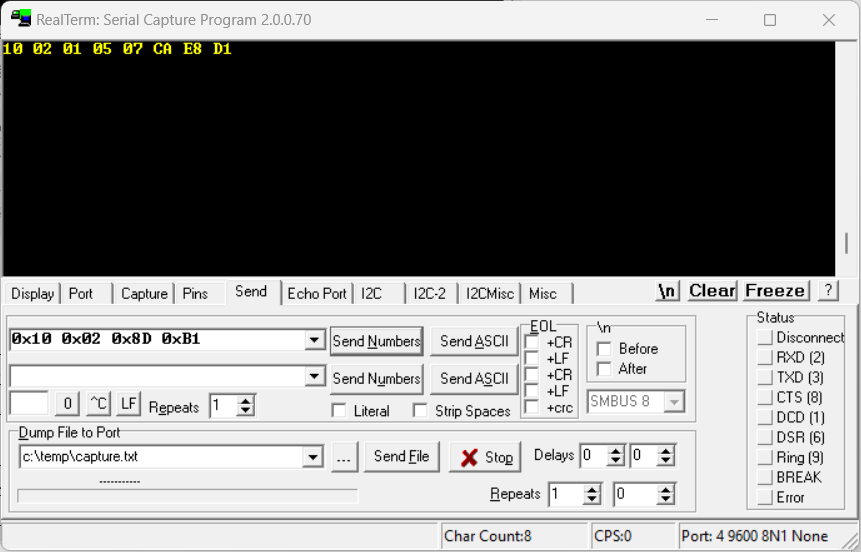 RealTerm: Serial Capture Program 2.0.0.70
10 02 01 05 07 CA E8 D1
Display Port Capture Pins Send Echo Port I2C I2C-2 I2CMisc Misc \n Clear Freeze ?
0x10 0x02 0x8D 0xB1
Send Numbers Send ASCII
Send Numbers Send ASCII
0 ^C LF Repeats 1
Literal Strip Spaces
EOL
+CR
+LF
+CR
+LF
+crc
\n
Before
After
SMBUS 8
Dump File to Port
c:\temp\capture.txt
... Send File Stop Delays 0 0
-----------
Repeats 1 0
Status
Disconnect
RXD (2)
TXD (3)
CTS (8)
DCD (1)
DSR (6)
Ring (9)
BREAK
Error
Char Count:8 CPS:0 Port: 4 9600 8N1 None